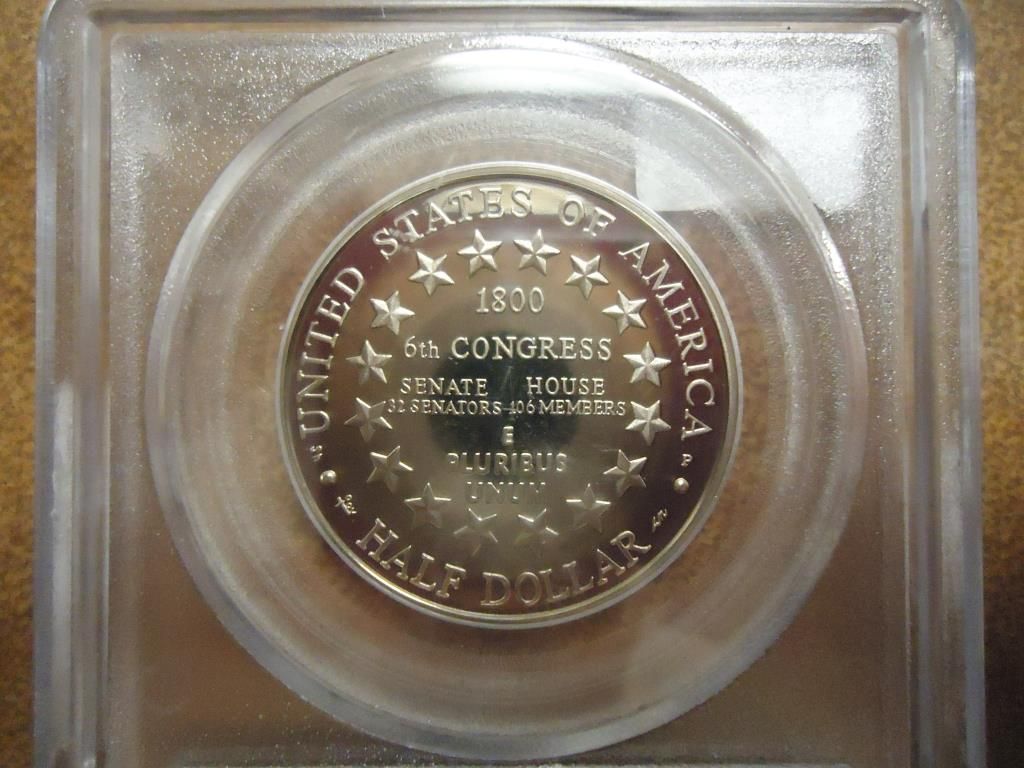 UNITED STATES OF AMERICA
1800
6th CONGRESS
SENATE HOUSE
32 SENATORS 106 MEMBERS
E
PLURIBUS
UNUM
P
HALF DOLLAR